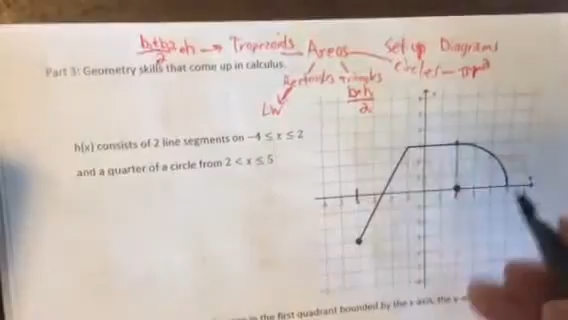 b₁+b₂/2 · h → Trapezoids Areas Set up Diagrams
Part 3: Geometry skills that come up in calculus. circles — πr²
Rectangles Triangles
LW b×h/2
h(x) consists of 2 line segments on −4 ≤ x ≤ 2
and a quarter of a circle from 2 < x ≤ 5
in the first quadrant bounded by the x-axis, the